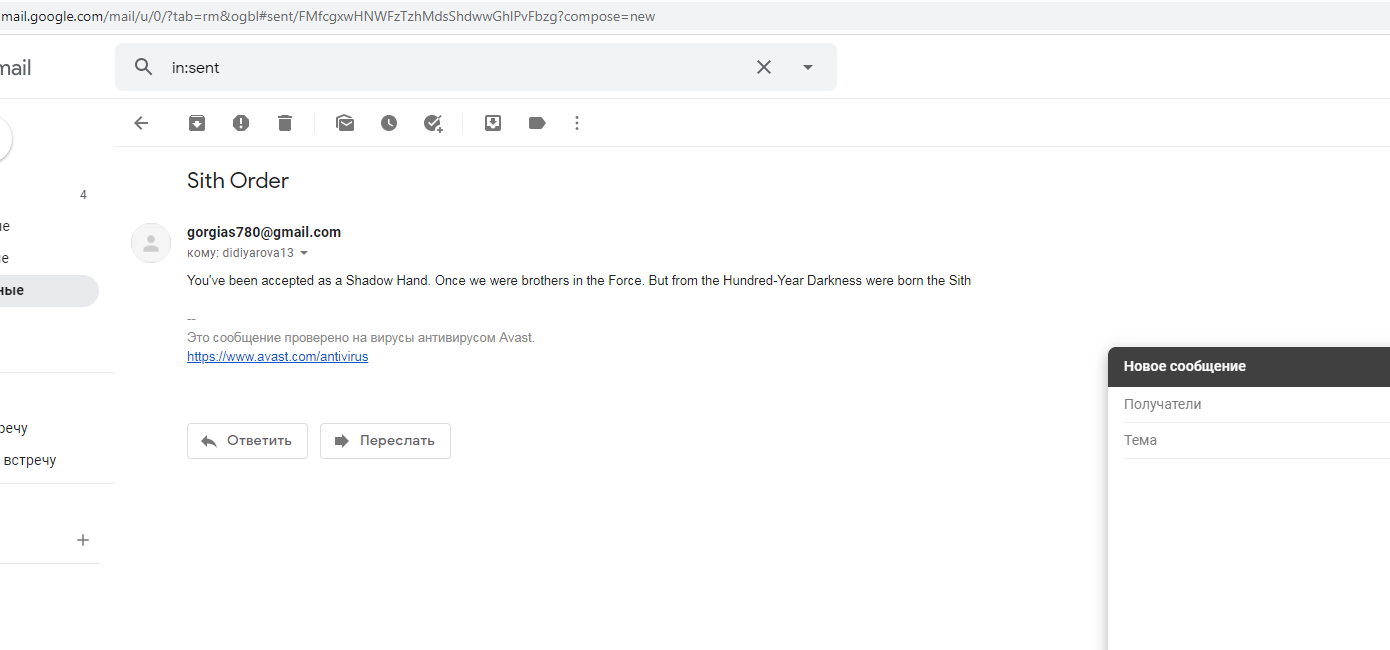 mail.google.com/mail/u/0/?tab=rm&ogbl#sent/FMfcgxwHNWFzTzhMdsShdwwGhlPvFbzg?compose=new
mail
in:sent
Sith Order
4
gorgias780@gmail.com
ые
кому: didiyarova13
ие
You've been accepted as a Shadow Hand. Once we were brothers in the Force. But from the Hundred-Year Darkness were born the Sith
ные
--
Это сообщение проверено на вирусы антивирусом Avast.
https://www.avast.com/antivirus
Новое сообщение
Получатели
речу
Ответить
Переслать
Тема
встречу